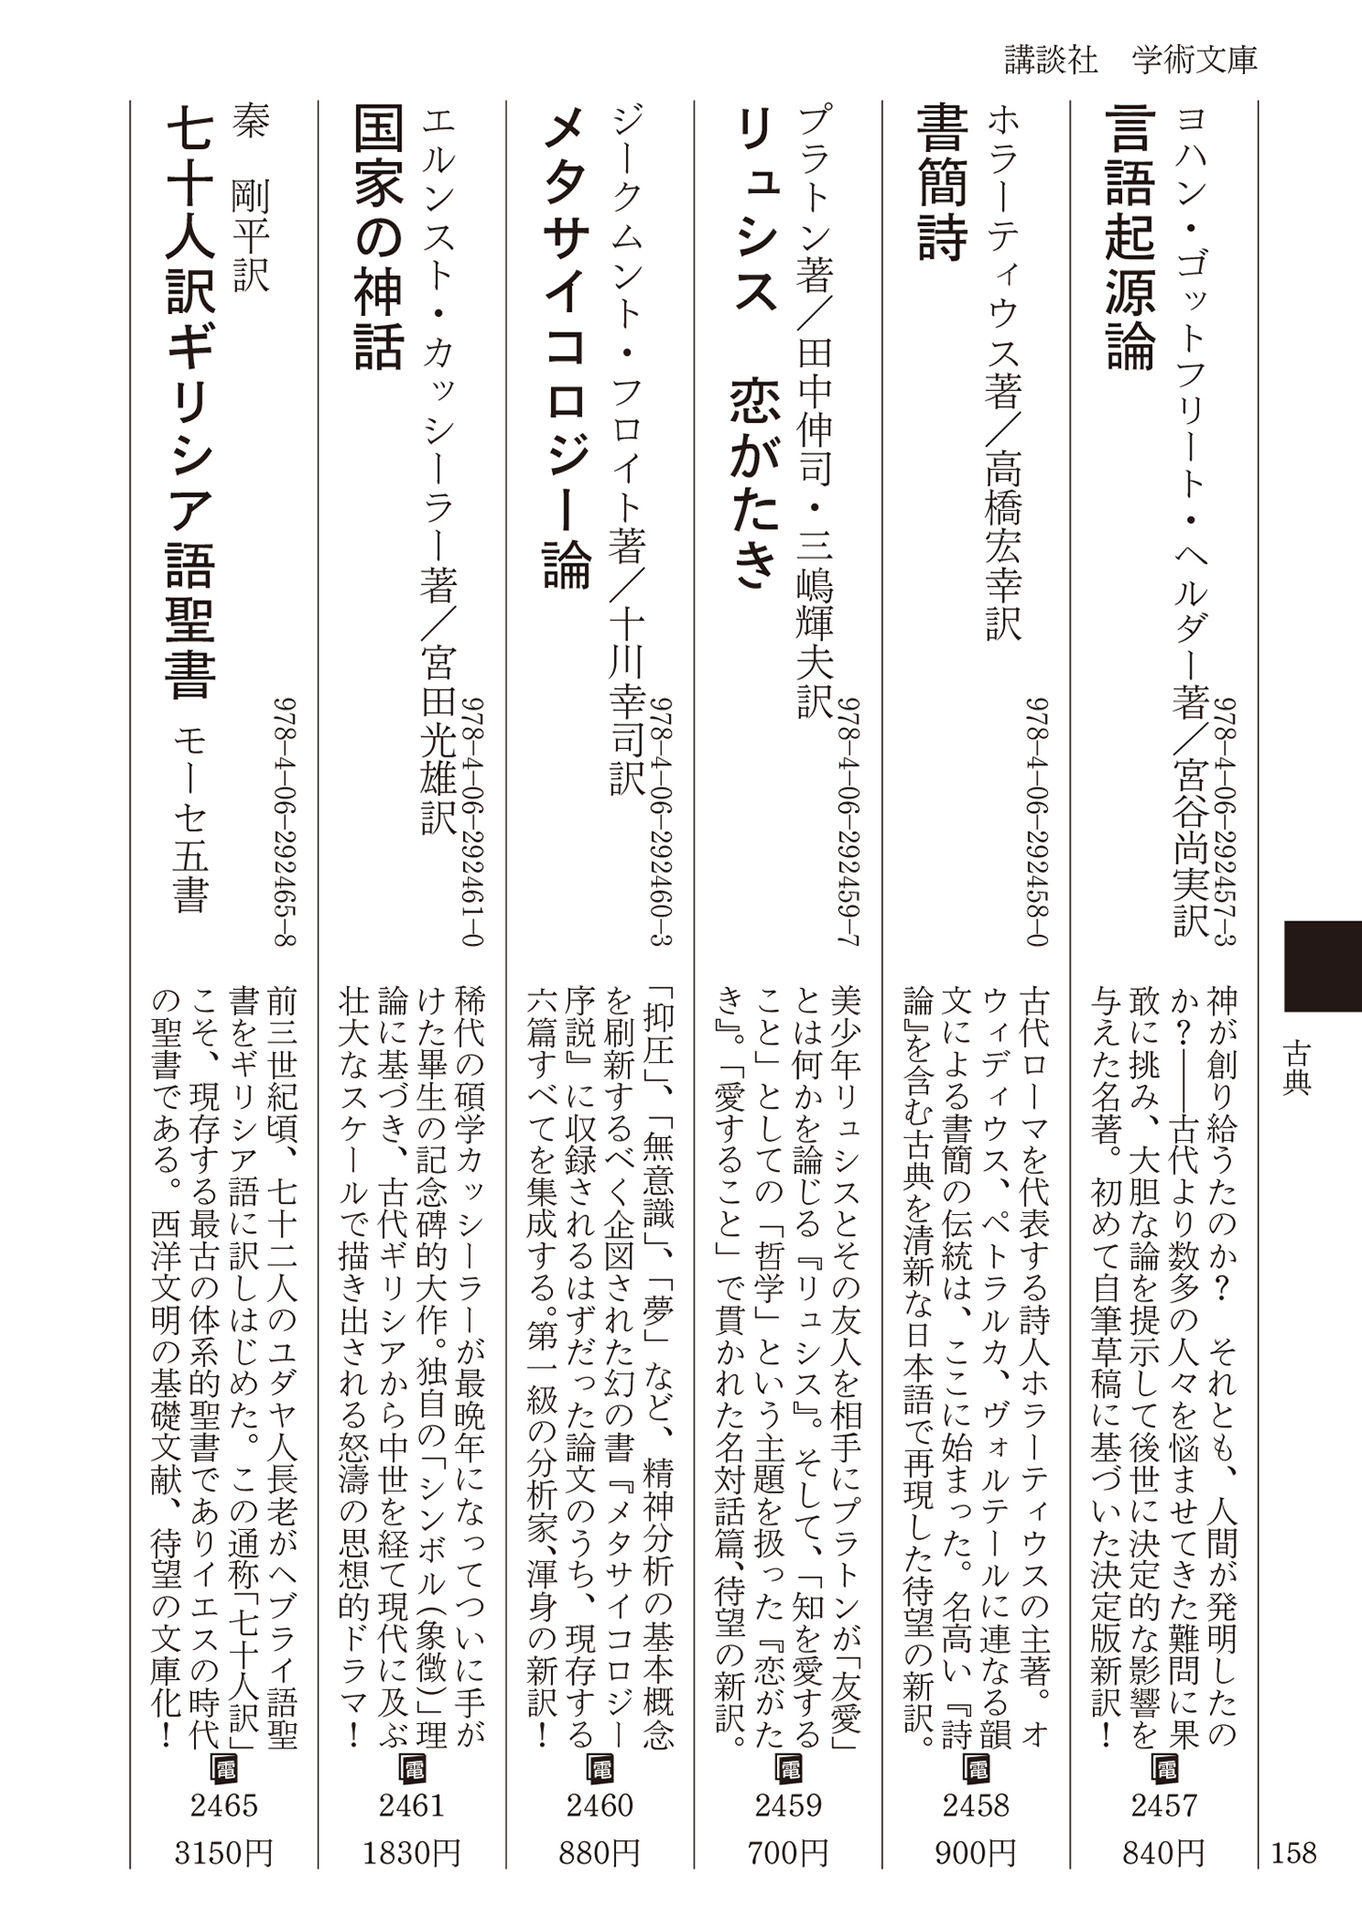 講談社　学術文庫
ヨハン・ゴットフリート・ヘルダー著／宮谷尚実訳
言語起源論
978-4-06-292457-3
神が創り給うたのか？　それとも、人間が発明したの
か？――古代より数多の人々を悩ませてきた難問に果
敢に挑み、大胆な論を提示して後世に決定的な影響を
与えた名著。初めて自筆草稿に基づいた決定版新訳！
電
2457
840円
ホラーティウス著／高橋宏幸訳
書簡詩
978-4-06-292458-0
古代ローマを代表する詩人ホラーティウスの主著。オ
ウィディウス、ペトラルカ、ヴォルテールに連なる韻
文による書簡の伝統は、ここに始まった。名高い『詩
論』を含む古典を清新な日本語で再現した待望の新訳。
電
2458
900円
プラトン著／田中伸司・三嶋輝夫訳
リュシス　恋がたき
978-4-06-292459-7
美少年リュシスとその友人を相手にプラトンが「友愛」
とは何かを論じる『リュシス』。そして、「知を愛する
こと」としての「哲学」という主題を扱った『恋がた
き』。「愛すること」で貫かれた名対話篇、待望の新訳。
電
2459
700円
ジークムント・フロイト著／十川幸司訳
メタサイコロジー論
978-4-06-292460-3
「抑圧」、「無意識」、「夢」など、精神分析の基本概念
を刷新するべく企図された幻の書『メタサイコロジー
序説』に収録されるはずだった論文のうち、現存する
六篇すべてを集成する。第一級の分析家、渾身の新訳！
電
2460
880円
エルンスト・カッシーラー著／宮田光雄訳
国家の神話
978-4-06-292461-0
稀代の碩学カッシーラーが最晩年になってついに手が
けた畢生の記念碑的大作。独自の「シンボル（象徴）」理
論に基づき、古代ギリシアから中世を経て現代に及ぶ
壮大なスケールで描き出される怒濤の思想的ドラマ！
電
2461
1830円
秦　剛平訳
七十人訳ギリシア語聖書　モーセ五書
978-4-06-292465-8
前三世紀頃、七十二人のユダヤ人長老がヘブライ語聖
書をギリシア語に訳しはじめた。この通称「七十人訳」
こそ、現存する最古の体系的聖書でありイエスの時代
の聖書である。西洋文明の基礎文献、待望の文庫化！
電
2465
3150円
古典
158